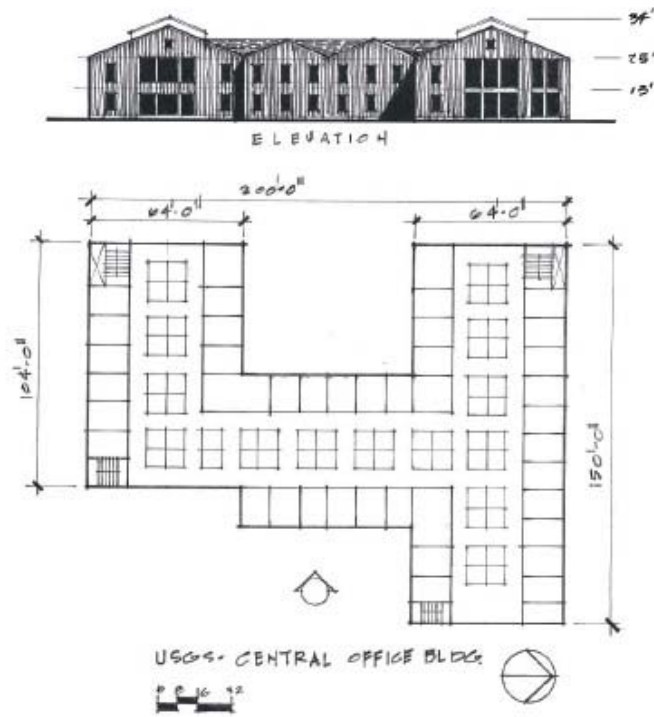 34'
25'
13'
ELEVATION
200'-0"
64'-0" 64'-0"
104'-0"
150'-0"
USGS- CENTRAL OFFICE BLDG.
0 8 16 32